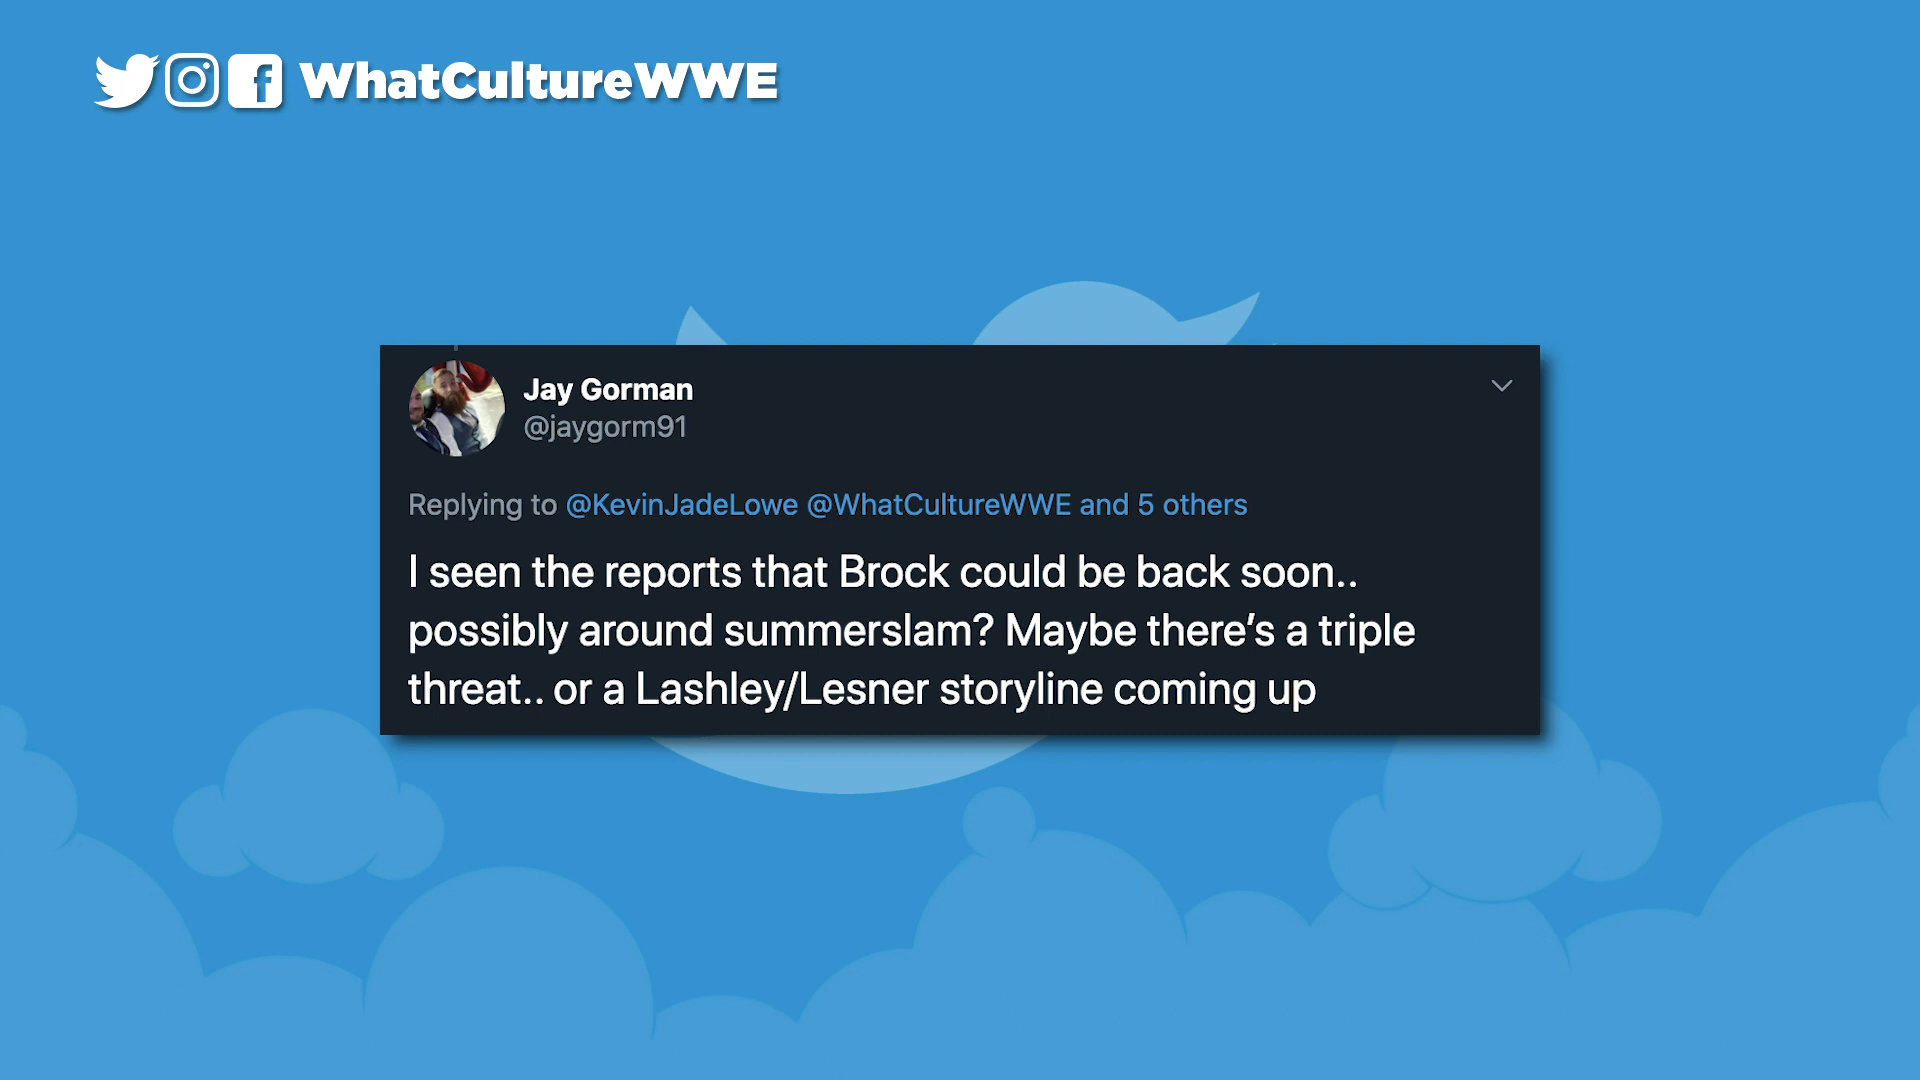 WhatCultureWWE
Jay Gorman
@jaygorm91
Replying to @KevinJadeLowe @WhatCultureWWE and 5 others
I seen the reports that Brock could be back soon..
possibly around summerslam? Maybe there’s a triple
threat.. or a Lashley/Lesner storyline coming up